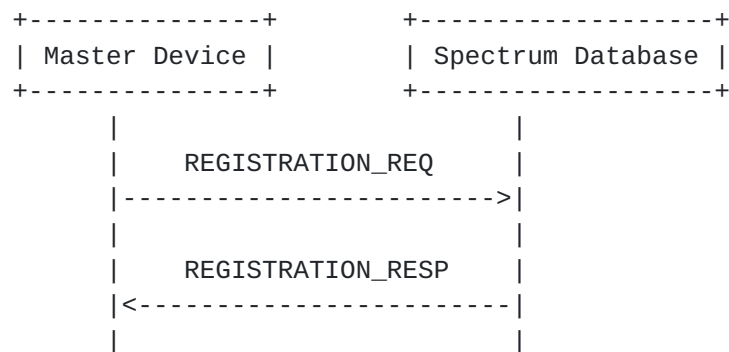 Master Device Spectrum Database
REGISTRATION_REQ
REGISTRATION_RESP